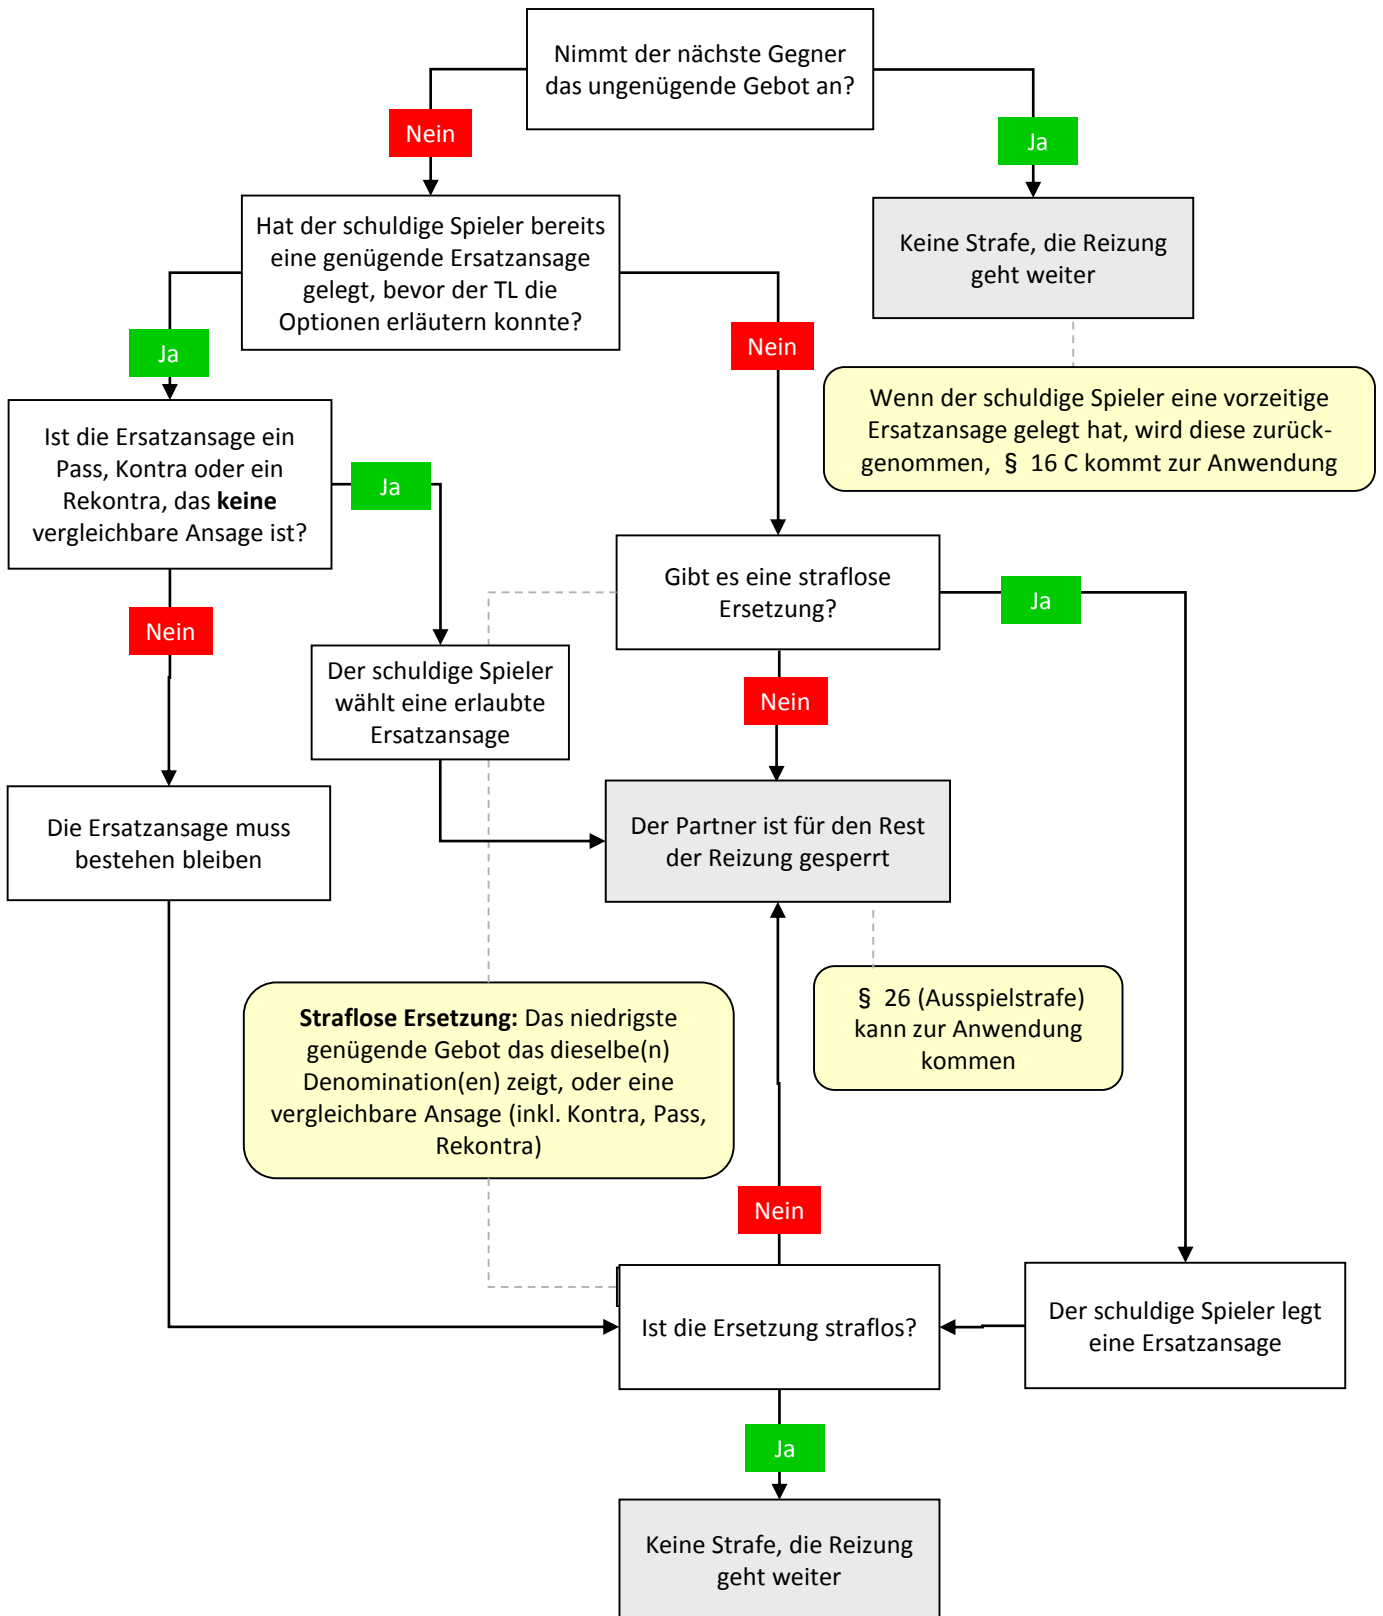 Nimmt der nächste Gegner
das ungenügende Gebot an?
Nein
Ja
Hat der schuldige Spieler bereits
eine genügende Ersatzansage
gelegt, bevor der TL die
Optionen erläutern konnte?
Keine Strafe, die Reizung
geht weiter
Ja
Nein
Wenn der schuldige Spieler eine vorzeitige
Ersatzansage gelegt hat, wird diese zurück-
genommen, § 16 C kommt zur Anwendung
Ist die Ersatzansage ein
Pass, Kontra oder ein
Rekontra, das keine
vergleichbare Ansage ist?
Ja
Nein
Gibt es eine straflose
Ersetzung?
Ja
Der schuldige Spieler
wählt eine erlaubte
Ersatzansage
Nein
Die Ersatzansage muss
bestehen bleiben
Der Partner ist für den Rest
der Reizung gesperrt
§ 26 (Ausspielstrafe)
kann zur Anwendung
kommen
Straflose Ersetzung: Das niedrigste
genügende Gebot das dieselbe(n)
Denomination(en) zeigt, oder eine
vergleichbare Ansage (inkl. Kontra, Pass,
Rekontra)
Nein
Ist die Ersetzung straflos?
Der schuldige Spieler legt
eine Ersatzansage
Ja
Keine Strafe, die Reizung
geht weiter